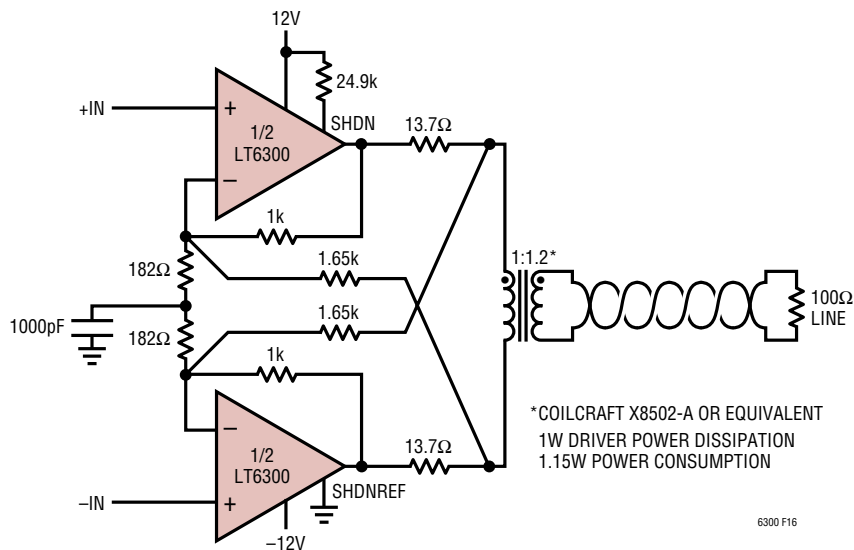 12V
24.9k
+IN
+
SHDN
13.7Ω
1/2
LT6300
–
1k
182Ω
1.65k
1:1.2*
1000pF
1.65k
182Ω
1k
100Ω
LINE
–
1/2
LT6300
13.7Ω
+
–IN
SHDNREF
–12V
*COILCRAFT X8502-A OR EQUIVALENT
1W DRIVER POWER DISSIPATION
1.15W POWER CONSUMPTION
6300 F16